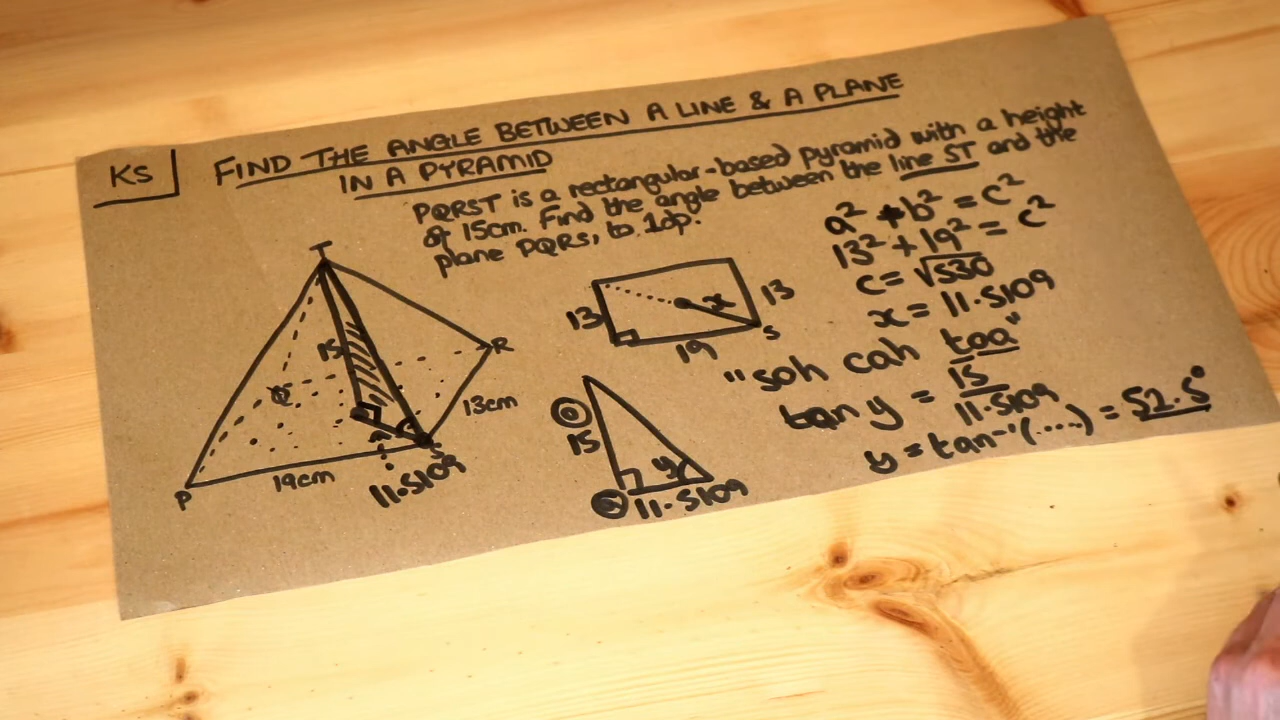 KS
FIND THE ANGLE BETWEEN A LINE & A PLANE
IN A PYRAMID
PQRST is a rectangular-based pyramid with a height
of 15cm. Find the angle between the line ST and the
plane PQRS, to 1dp.
T
15
Q
R
13cm
S
P
19cm
11.5109
13
x
13
19
S
O
15
y
A
11.5109
a² + b² = c²
13² + 19² = c²
c = √530
x = 11.5109
"soh cah toa"
tan y = 15/11.5109
y = tan⁻¹(....) = 52.5°